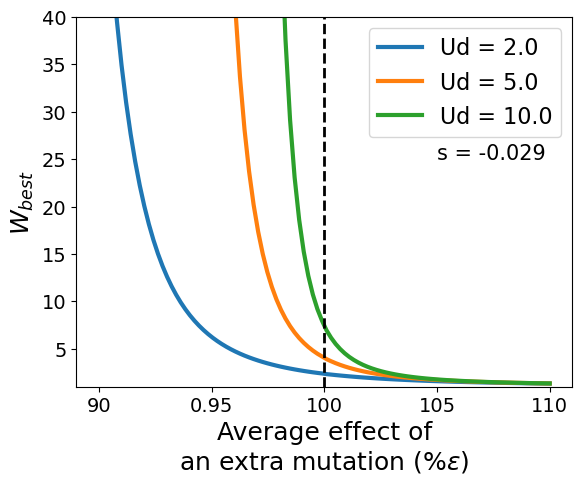 40
35
30
25
20
15
10
5
W_best
Ud = 2.0
Ud = 5.0
Ud = 10.0
s = -0.029
90
0.95
100
105
110
Average effect of
an extra mutation (%ε)